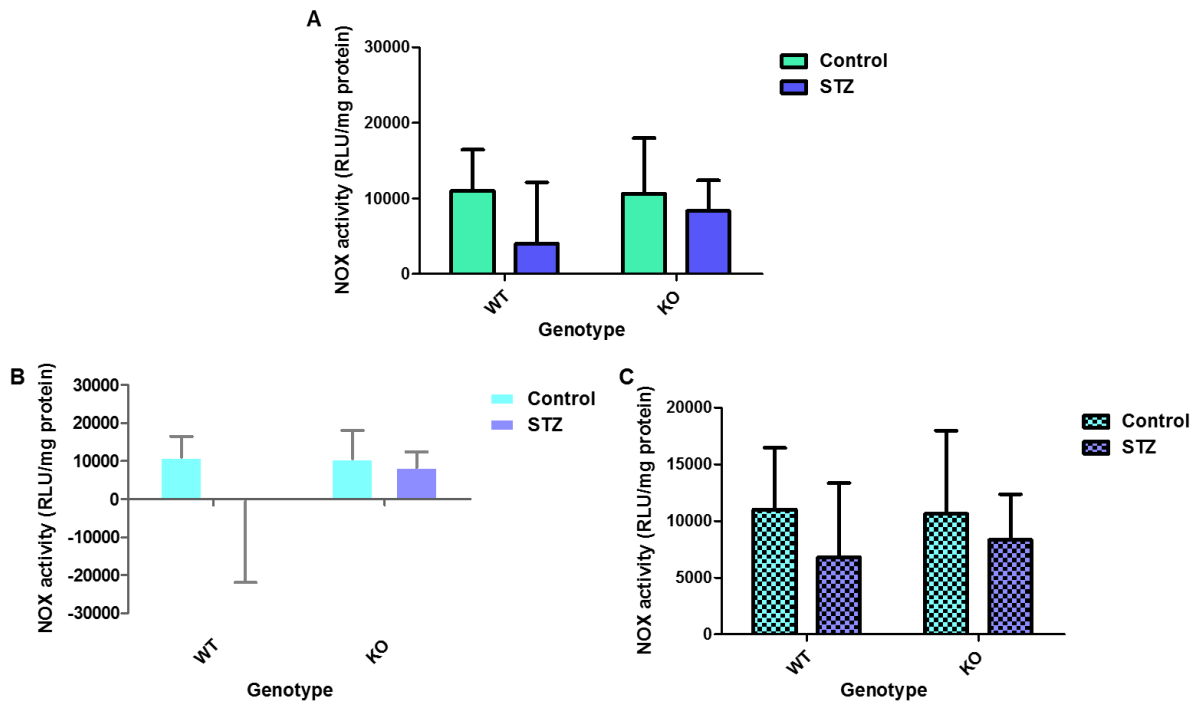 A
NOX activity (RLU/mg protein)
30000
20000
10000
0
WT
KO
Genotype
Control
STZ
B
NOX activity (RLU/mg protein)
30000
20000
10000
0
-10000
-20000
-30000
WT
KO
Genotype
Control
STZ
C
NOX activity (RLU/mg protein)
20000
15000
10000
5000
0
WT
KO
Genotype
Control
STZ